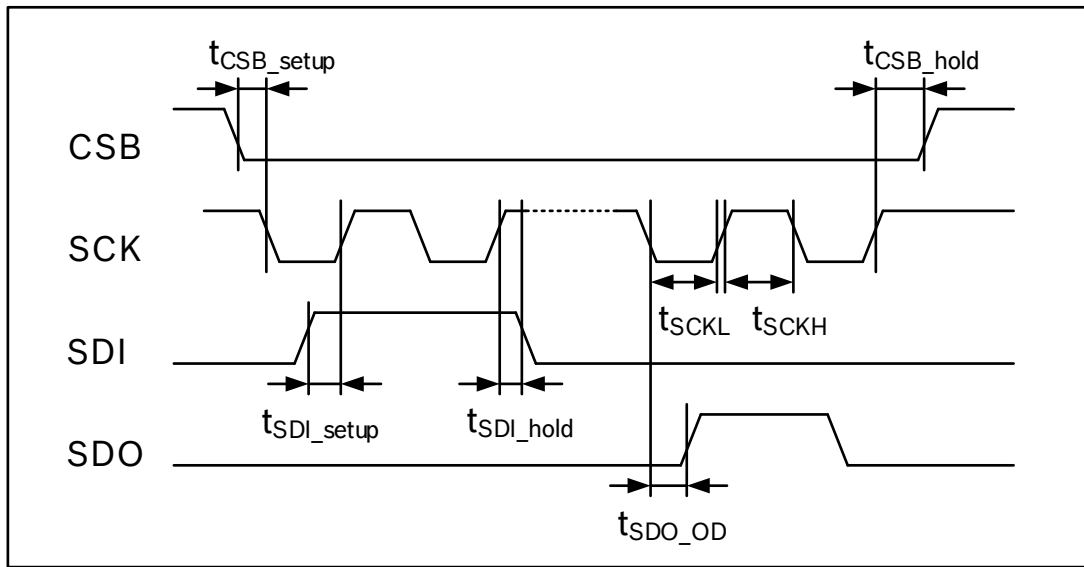 tCSB_setup
tCSB_hold
CSB
SCK
tSCKL
tSCKH
SDI
tSDI_setup
tSDI_hold
SDO
tSDO_OD